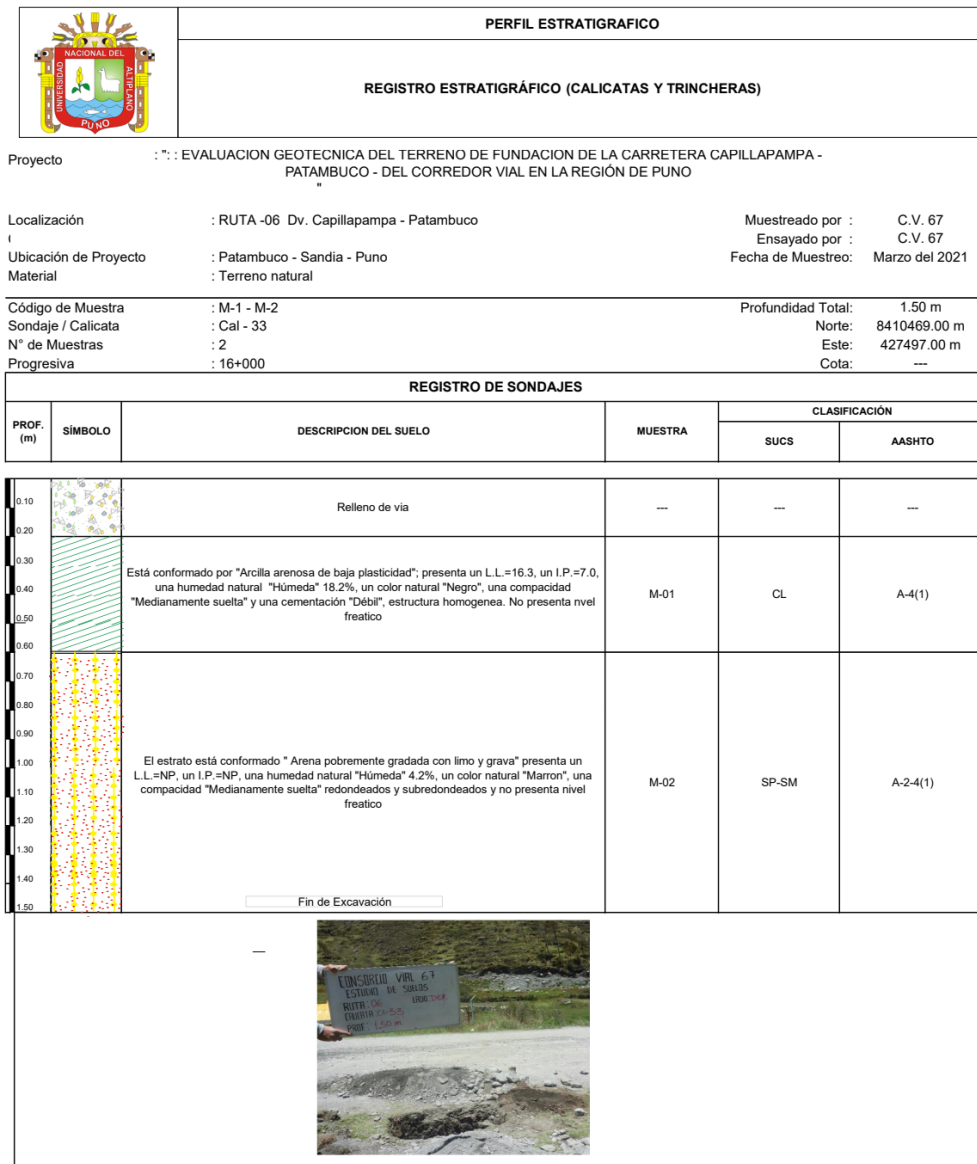 PERFIL ESTRATIGRAFICO
REGISTRO ESTRATIGRÁFICO (CALICATAS Y TRINCHERAS)
UNIVERSIDAD
NACIONAL DEL
ALTIPLANO
PUNO
Proyecto : ": : EVALUACION GEOTECNICA DEL TERRENO DE FUNDACION DE LA CARRETERA CAPILLAPAMPA -
PATAMBUCO - DEL CORREDOR VIAL EN LA REGIÓN DE PUNO
"
Localización : RUTA -06 Dv. Capillapampa - Patambuco Muestreado por : C.V. 67
( Ensayado por : C.V. 67
Ubicación de Proyecto : Patambuco - Sandia - Puno Fecha de Muestreo: Marzo del 2021
Material : Terreno natural
Código de Muestra : M-1 - M-2 Profundidad Total: 1.50 m
Sondaje / Calicata : Cal - 33 Norte: 8410469.00 m
N° de Muestras : 2 Este: 427497.00 m
Progresiva : 16+000 Cota: ---
REGISTRO DE SONDAJES
PROF. (m) SÍMBOLO DESCRIPCION DEL SUELO MUESTRA CLASIFICACIÓN
SUCS AASHTO
0.10
Relleno de via --- --- ---
0.20
0.30
Está conformado por "Arcilla arenosa de baja plasticidad"; presenta un L.L.=16.3, un I.P.=7.0,
0.40
una humedad natural "Húmeda" 18.2%, un color natural "Negro", una compacidad
"Medianamente suelta" y una cementación "Débil", estructura homogenea. No presenta nvel
freatico
M-01 CL A-4(1)
0.50
0.60
0.70
0.80
0.90
1.00
El estrato está conformado " Arena pobremente gradada con limo y grava" presenta un
L.L.=NP, un I.P.=NP, una humedad natural "Húmeda" 4.2%, un color natural "Marron", una
compacidad "Medianamente suelta" redondeados y subredondeados y no presenta nivel
freatico
M-02 SP-SM A-2-4(1)
1.10
1.20
1.30
1.40
1.50
Fin de Excavación
CONSORCIO VIAL 67
ESTUDIO DE SUELOS
RUTA: 06 LADO: DER
CALICATA: C-33
PROF: 1.50 m